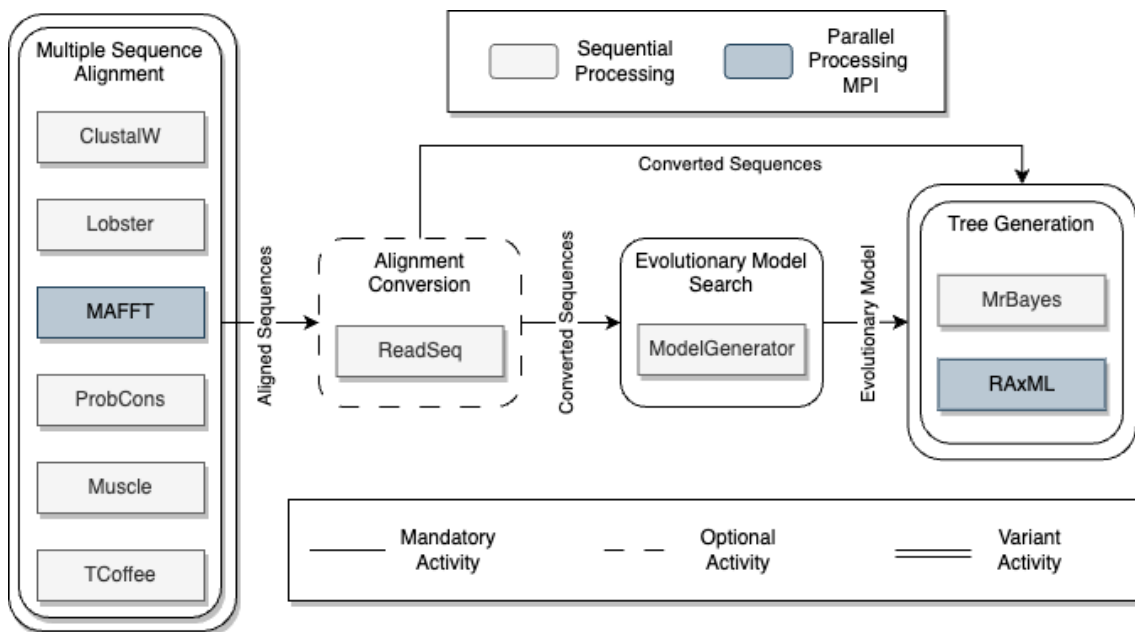 Multiple Sequence
Alignment
ClustalW
Lobster
MAFFT
ProbCons
Muscle
TCoffee
Sequential
Processing
Parallel
Processing
MPI
Converted Sequences
Aligned Sequences
Alignment
Conversion
ReadSeq
Converted Sequences
Evolutionary Model
Search
ModelGenerator
Evolutionary Model
Tree Generation
MrBayes
RAxML
Mandatory
Activity
Optional
Activity
Variant
Activity